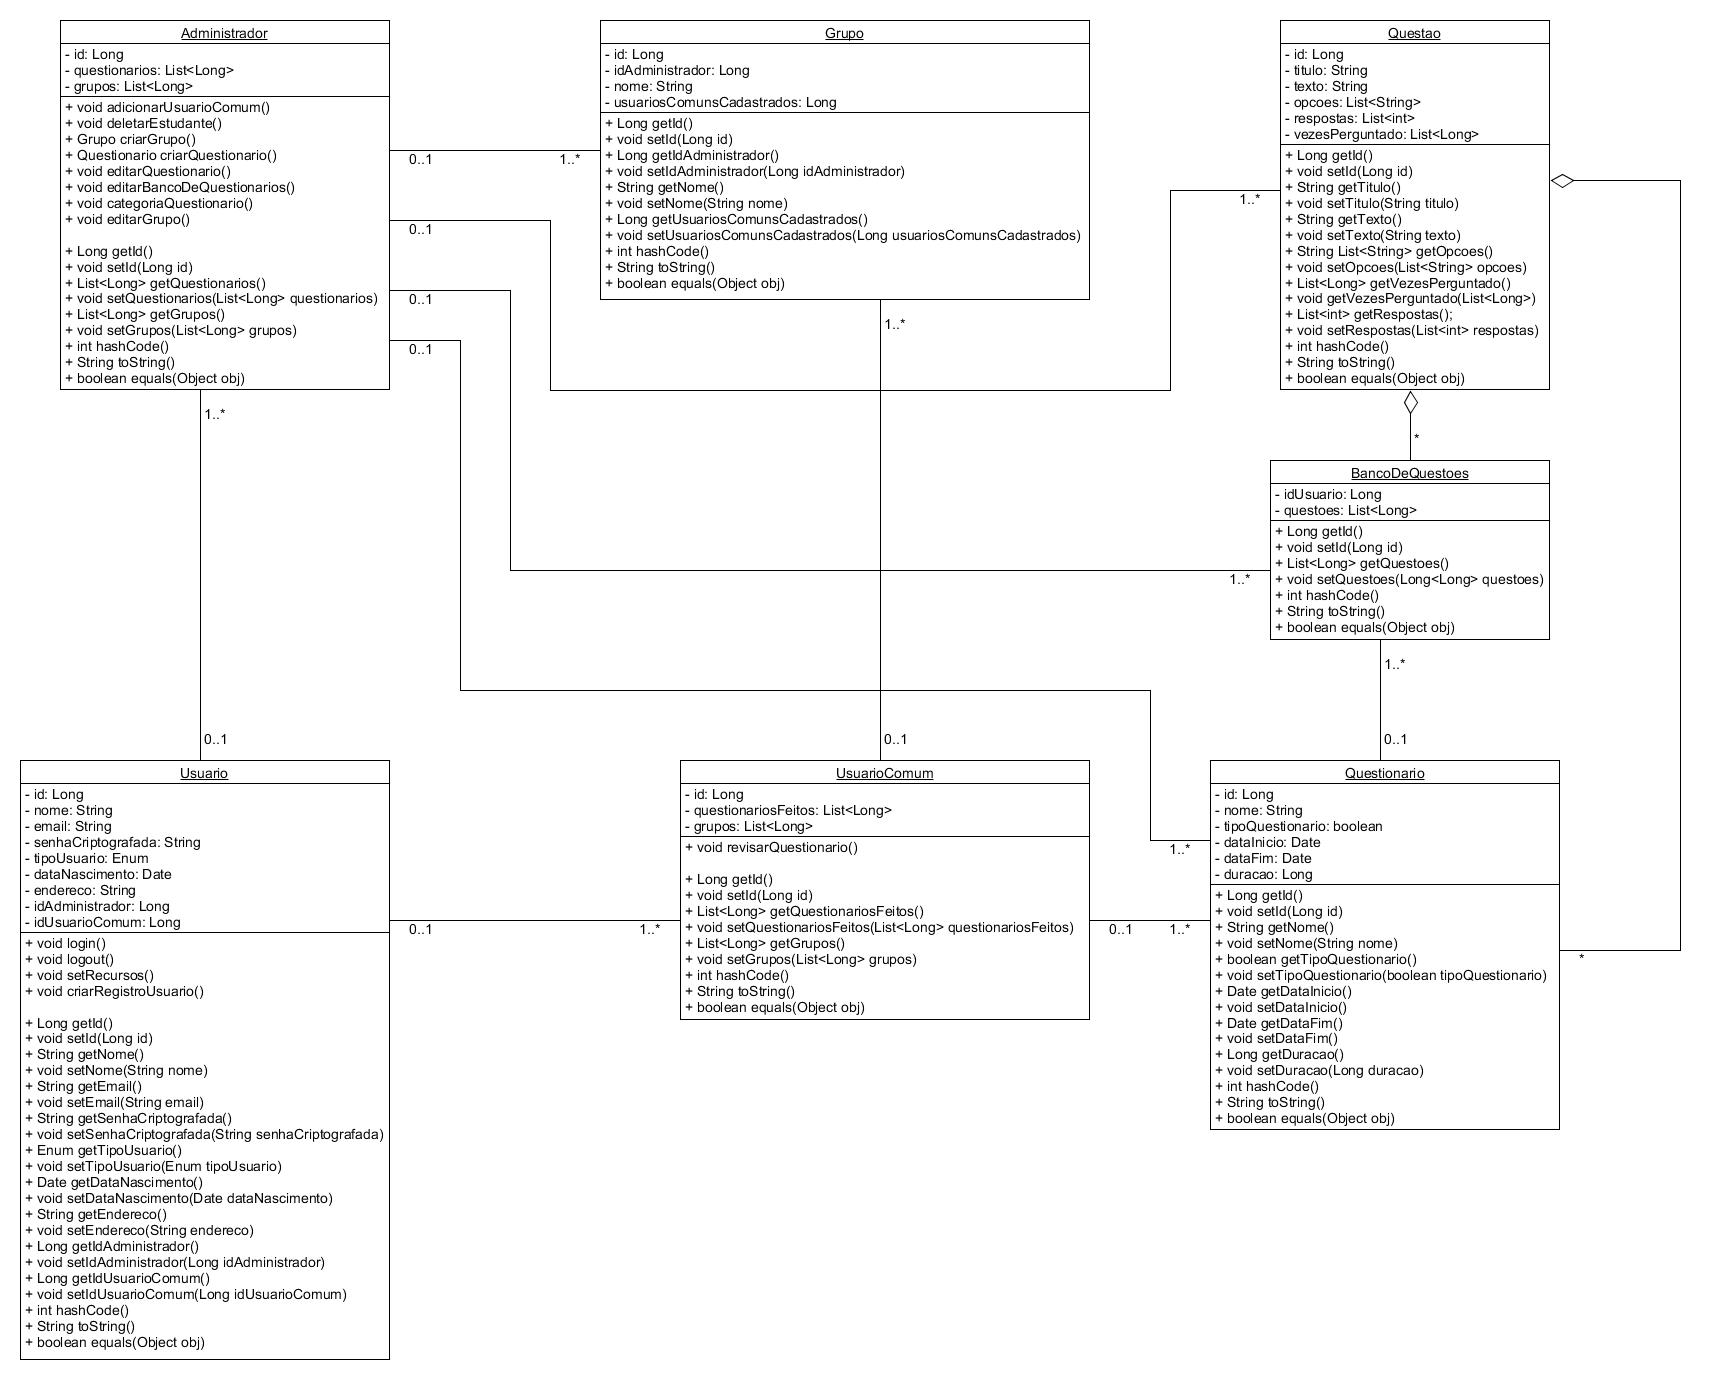 Administrador
- id: Long
- questionarios: List<Long>
- grupos: List<Long>
+ void adicionarUsuarioComum()
+ void deletarEstudante()
+ Grupo criarGrupo()
+ Questionario criarQuestionario()
+ void editarQuestionario()
+ void editarBancoDeQuestionarios()
+ void categoriaQuestionario()
+ void editarGrupo()
+ Long getId()
+ void setId(Long id)
+ List<Long> getQuestionarios()
+ void setQuestionarios(List<Long> questionarios)
+ List<Long> getGrupos()
+ void setGrupos(List<Long> grupos)
+ int hashCode()
+ String toString()
+ boolean equals(Object obj)
0..1
1..*
0..1
0..1
0..1
1..*
0..1
Grupo
- id: Long
- idAdministrador: Long
- nome: String
- usuariosComunsCadastrados: Long
+ Long getId()
+ void setId(Long id)
+ Long getIdAdministrador()
+ void setIdAdministrador(Long idAdministrador)
+ String getNome()
+ void setNome(String nome)
+ Long getUsuariosComunsCadastrados()
+ void setUsuariosComunsCadastrados(Long usuariosComunsCadastrados)
+ int hashCode()
+ String toString()
+ boolean equals(Object obj)
1..*
0..1
1..*
Questao
- id: Long
- titulo: String
- texto: String
- opcoes: List<String>
- respostas: List<int>
- vezesPerguntado: List<Long>
+ Long getId()
+ void setId(Long id)
+ String getTitulo()
+ void setTitulo(String titulo)
+ String getTexto()
+ void setTexto(String texto)
+ String List<String> getOpcoes()
+ void setOpcoes(List<String> opcoes)
+ List<Long> getVezesPerguntado()
+ void getVezesPerguntado(List<Long>)
+ List<int> getRespostas();
+ void setRespostas(List<int> respostas)
+ int hashCode()
+ String toString()
+ boolean equals(Object obj)
*
BancoDeQuestoes
- idUsuario: Long
- questoes: List<Long>
+ Long getId()
+ void setId(Long id)
+ List<Long> getQuestoes()
+ void setQuestoes(Long<Long> questoes)
+ int hashCode()
+ String toString()
+ boolean equals(Object obj)
1..*
1..*
0..1
Usuario
- id: Long
- nome: String
- email: String
- senhaCriptografada: String
- tipoUsuario: Enum
- dataNascimento: Date
- endereco: String
- idAdministrador: Long
- idUsuarioComum: Long
+ void login()
+ void logout()
+ void setRecursos()
+ void criarRegistroUsuario()
+ Long getId()
+ void setId(Long id)
+ String getNome()
+ void setNome(String nome)
+ String getEmail()
+ void setEmail(String email)
+ String getSenhaCriptografada()
+ void setSenhaCriptografada(String senhaCriptografada)
+ Enum getTipoUsuario()
+ void setTipoUsuario(Enum tipoUsuario)
+ Date getDataNascimento()
+ void setDataNascimento(Date dataNascimento)
+ String getEndereco()
+ void setEndereco(String endereco)
+ Long getIdAdministrador()
+ void setIdAdministrador(Long idAdministrador)
+ Long getIdUsuarioComum()
+ void setIdUsuarioComum(Long idUsuarioComum)
+ int hashCode()
+ String toString()
+ boolean equals(Object obj)
0..1
1..*
UsuarioComum
- id: Long
- questionariosFeitos: List<Long>
- grupos: List<Long>
+ void revisarQuestionario()
+ Long getId()
+ void setId(Long id)
+ List<Long> getQuestionariosFeitos()
+ void setQuestionariosFeitos(List<Long> questionariosFeitos)
+ List<Long> getGrupos()
+ void setGrupos(List<Long> grupos)
+ int hashCode()
+ String toString()
+ boolean equals(Object obj)
0..1
1..*
1..*
Questionario
- id: Long
- nome: String
- tipoQuestionario: boolean
- dataInicio: Date
- dataFim: Date
- duracao: Long
+ Long getId()
+ void setId(Long id)
+ String getNome()
+ void setNome(String nome)
+ boolean getTipoQuestionario()
+ void setTipoQuestionario(boolean tipoQuestionario)
+ Date getDataInicio()
+ void setDataInicio()
+ Date getDataFim()
+ void setDataFim()
+ Long getDuracao()
+ void setDuracao(Long duracao)
+ int hashCode()
+ String toString()
+ boolean equals(Object obj)
*